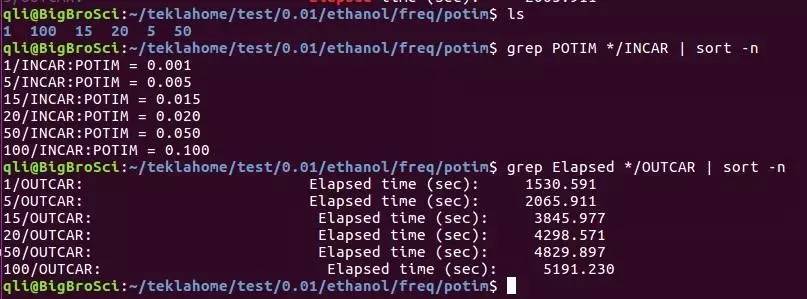 qli@BigBroSci:~/teklahome/test/0.01/ethanol/freq/potim$ ls
1  100  15  20  5  50
qli@BigBroSci:~/teklahome/test/0.01/ethanol/freq/potim$ grep POTIM */INCAR | sort -n
1/INCAR:POTIM = 0.001
5/INCAR:POTIM = 0.005
15/INCAR:POTIM = 0.015
20/INCAR:POTIM = 0.020
50/INCAR:POTIM = 0.050
100/INCAR:POTIM = 0.100
qli@BigBroSci:~/teklahome/test/0.01/ethanol/freq/potim$ grep Elapsed */OUTCAR | sort -n
1/OUTCAR:                         Elapsed time (sec):     1530.591
5/OUTCAR:                         Elapsed time (sec):     2065.911
15/OUTCAR:                         Elapsed time (sec):     3845.977
20/OUTCAR:                         Elapsed time (sec):     4298.571
50/OUTCAR:                         Elapsed time (sec):     4829.897
100/OUTCAR:                         Elapsed time (sec):     5191.230
qli@BigBroSci:~/teklahome/test/0.01/ethanol/freq/potim$